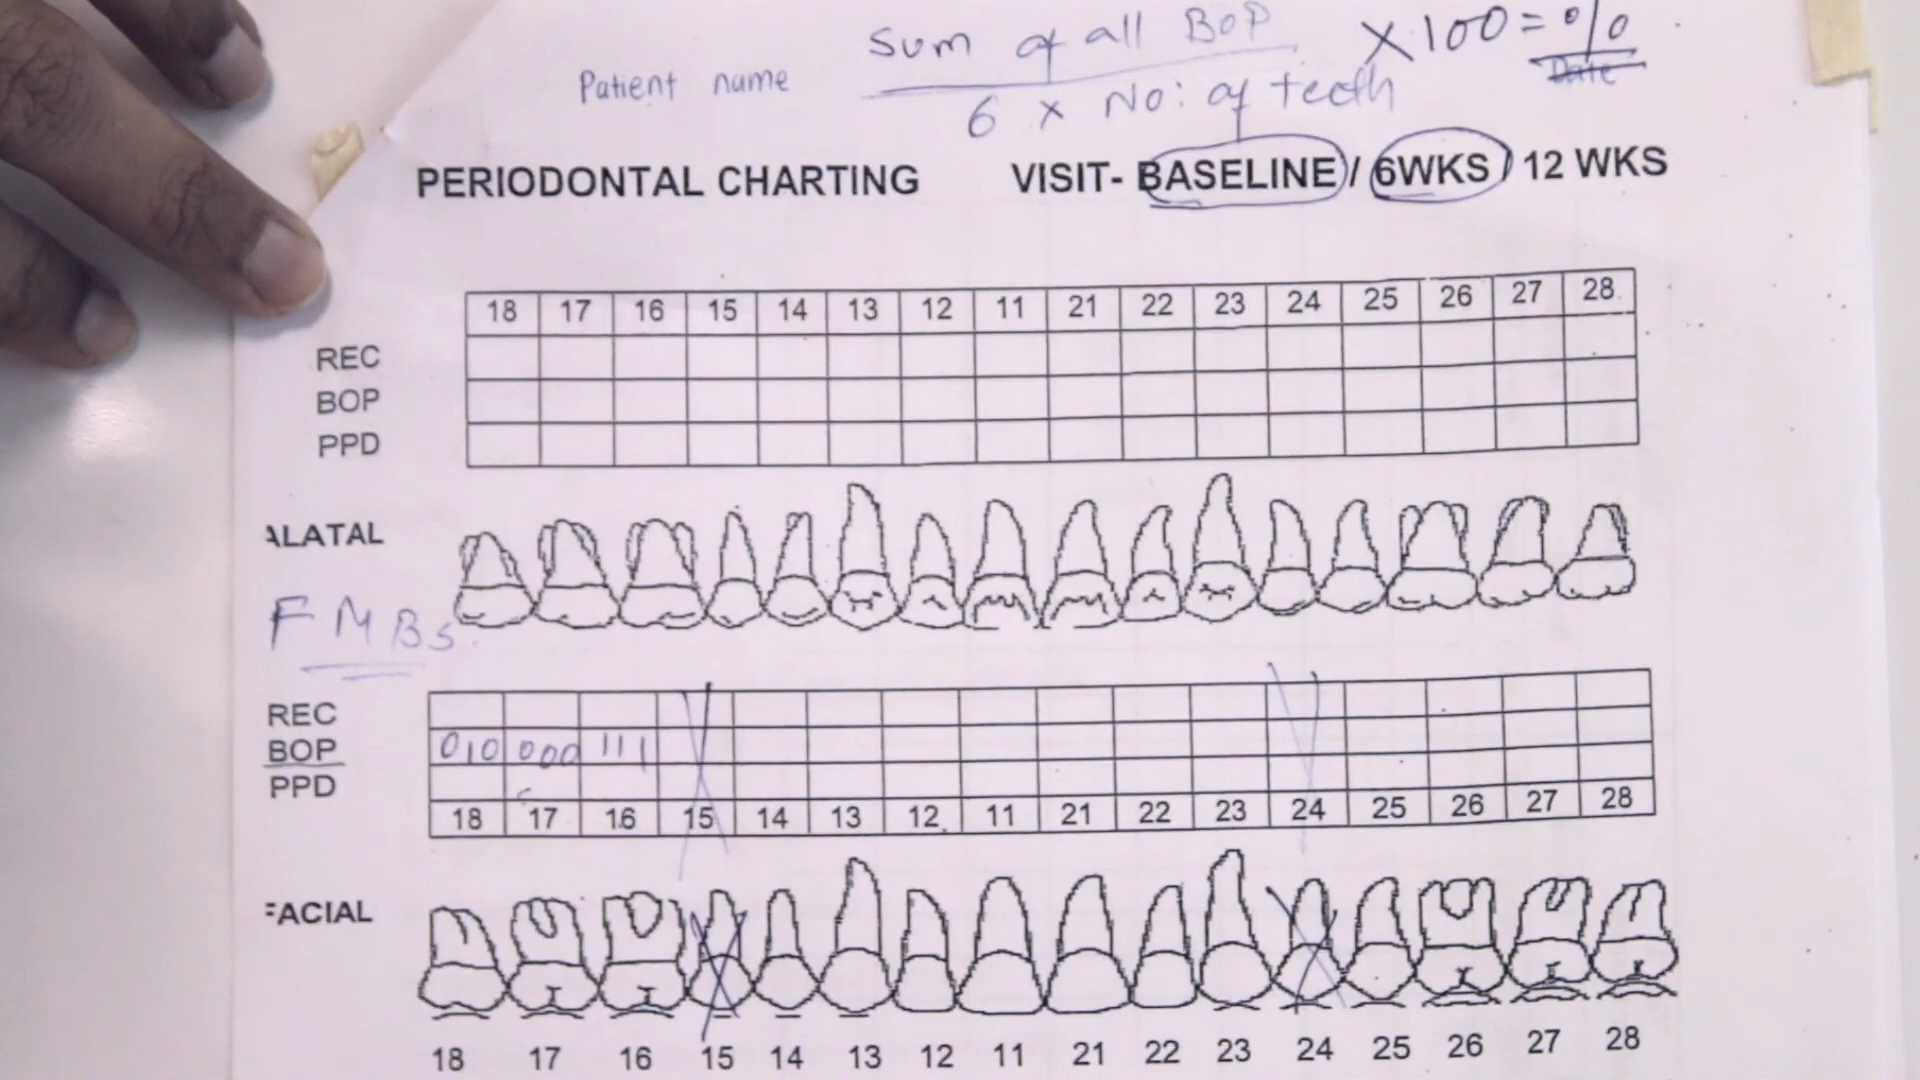 Sum of all BOP X 100 = %
Patient name 6 x No: of teeth Date
PERIODONTAL CHARTING VISIT- BASELINE / 6WKS / 12 WKS
18 17 16 15 14 13 12 11 21 22 23 24 25 26 27 28
REC
BOP
PPD
ALATAL
FMBS
REC
BOP 010 000 111
PPD
18 17 16 15 14 13 12 11 21 22 23 24 25 26 27 28
FACIAL
18 17 16 15 14 13 12 11 21 22 23 24 25 26 27 28